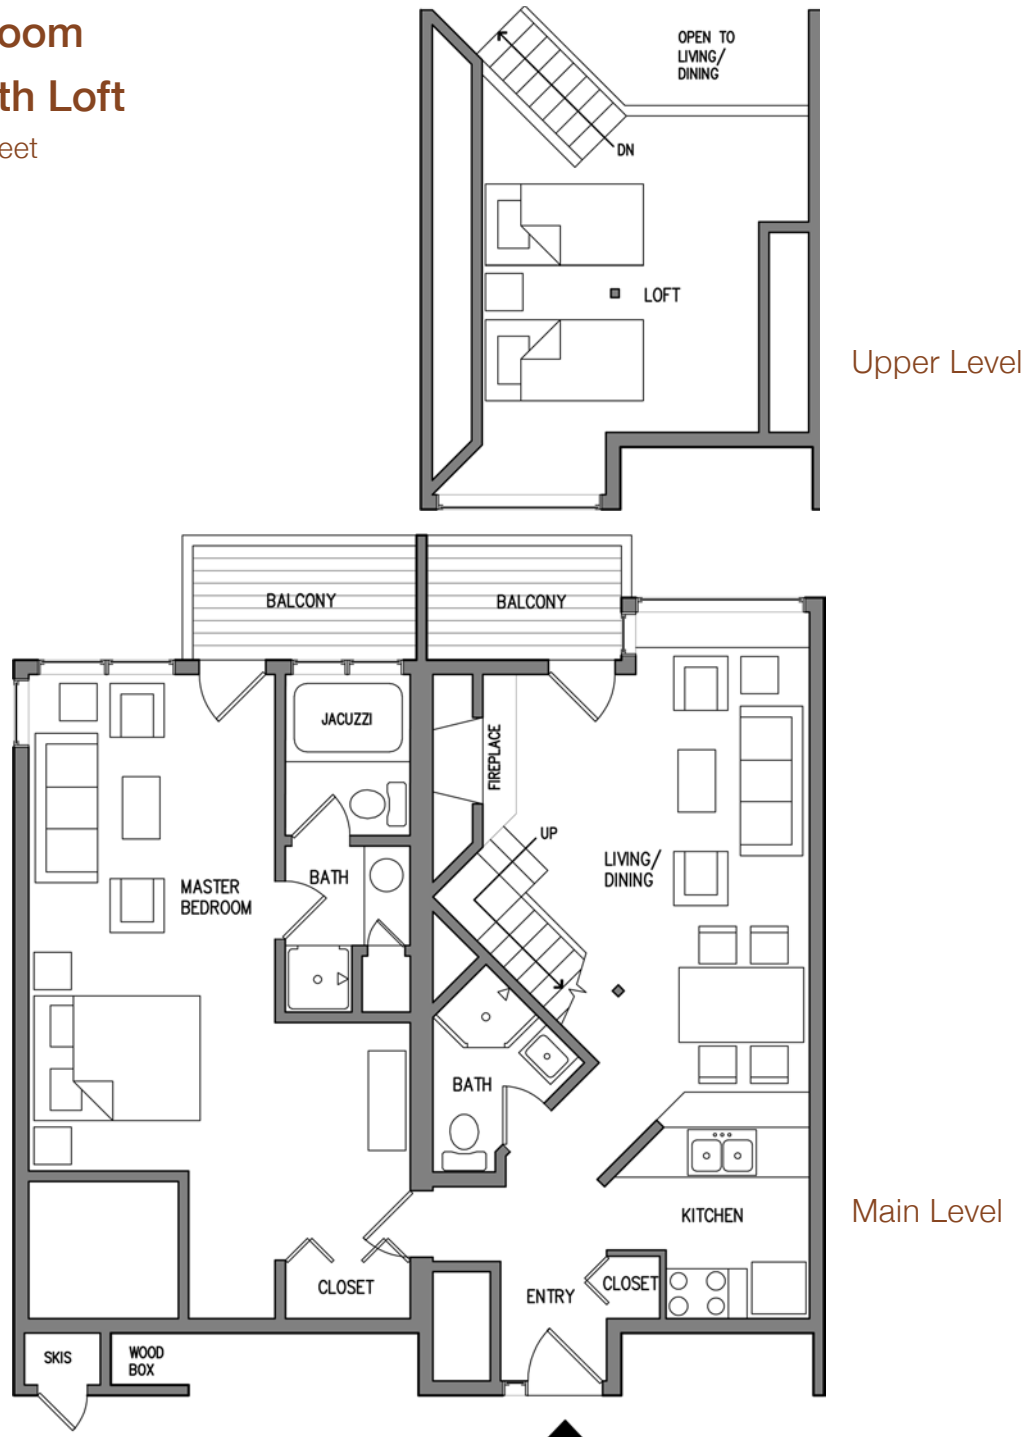 oom
th Loft
eet
OPEN TO
LIVING/
DINING
DN
LOFT
Upper Level
BALCONY
BALCONY
JACUZZI
FIREPLACE
UP
LIVING/
DINING
BATH
MASTER
BEDROOM
BATH
KITCHEN
Main Level
CLOSET
ENTRY
CLOSET
SKIS
WOOD
BOX